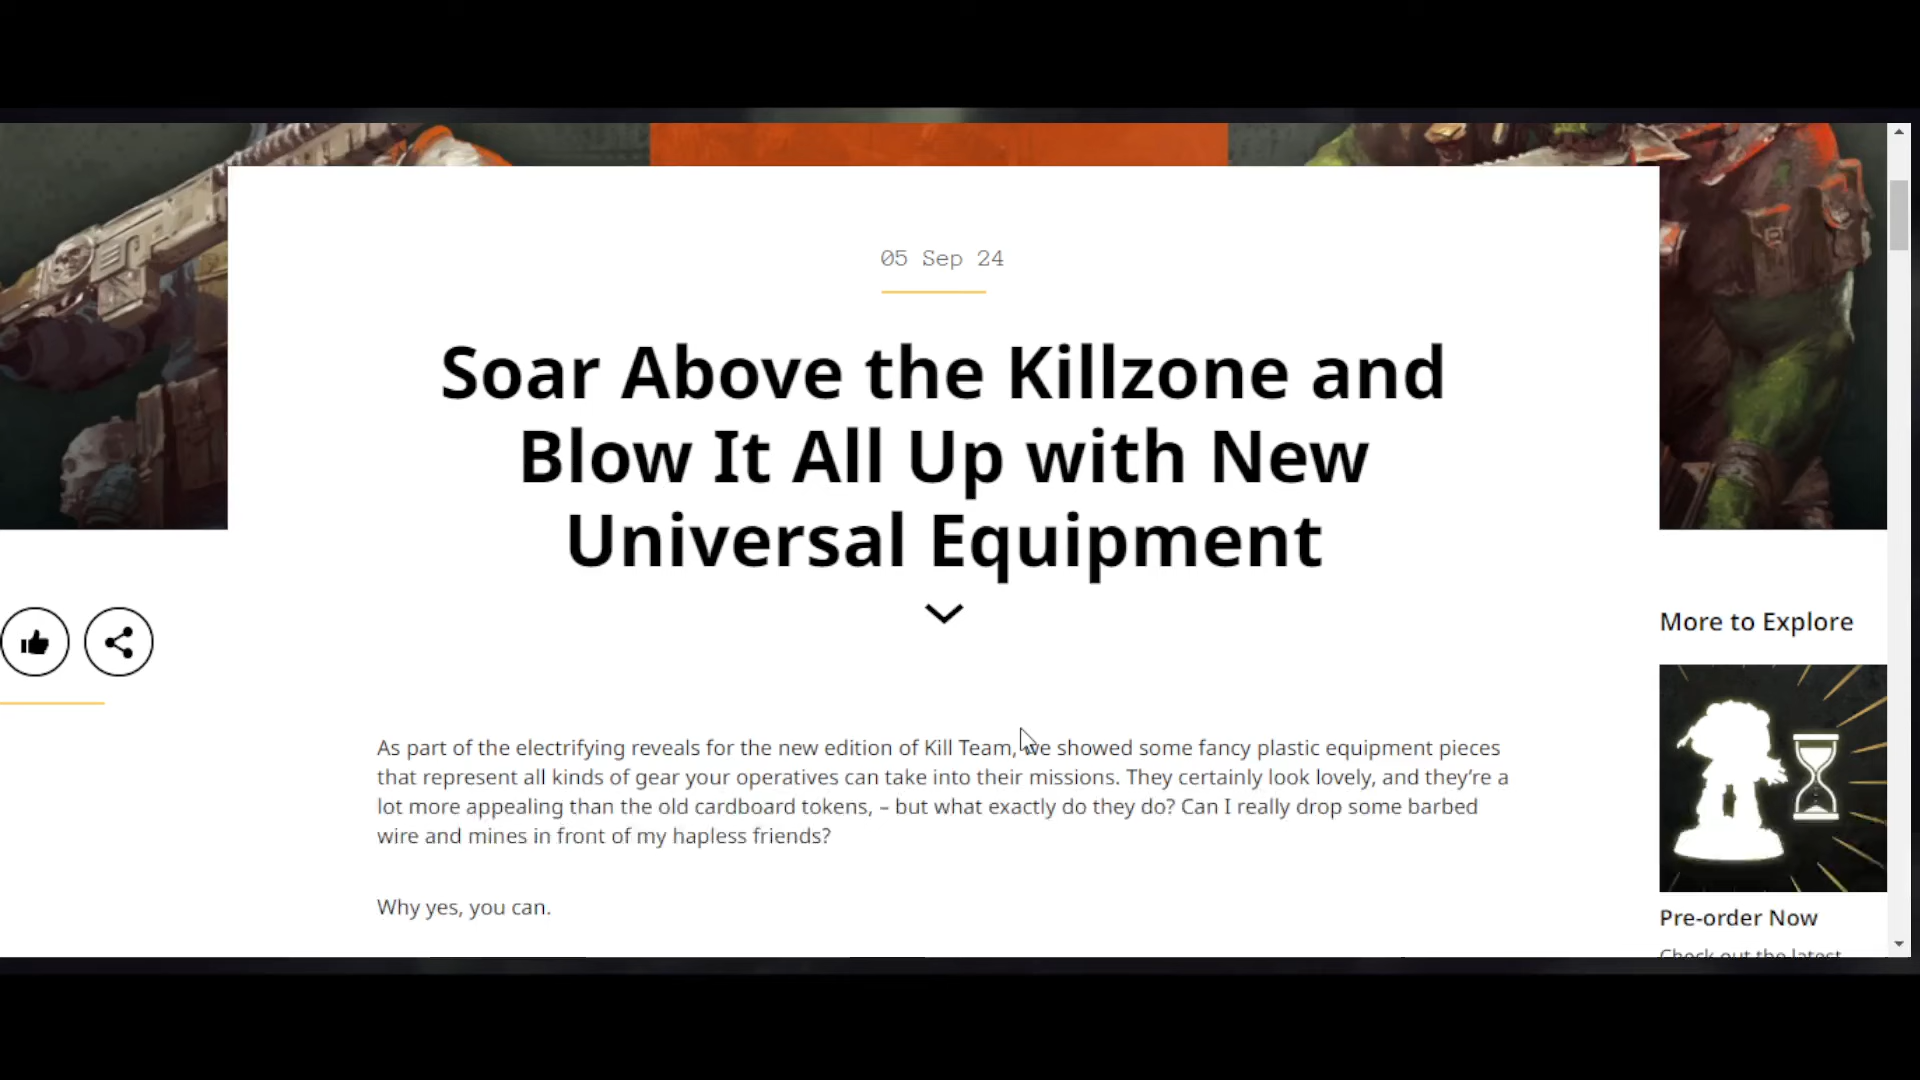 05 Sep 24
Soar Above the Killzone and
Blow It All Up with New
Universal Equipment
More to Explore
As part of the electrifying reveals for the new edition of Kill Team, we showed some fancy plastic equipment pieces
that represent all kinds of gear your operatives can take into their missions. They certainly look lovely, and they’re a
lot more appealing than the old cardboard tokens, – but what exactly do they do? Can I really drop some barbed
wire and mines in front of my hapless friends?
Why yes, you can.
Pre-order Now
Check out the latest